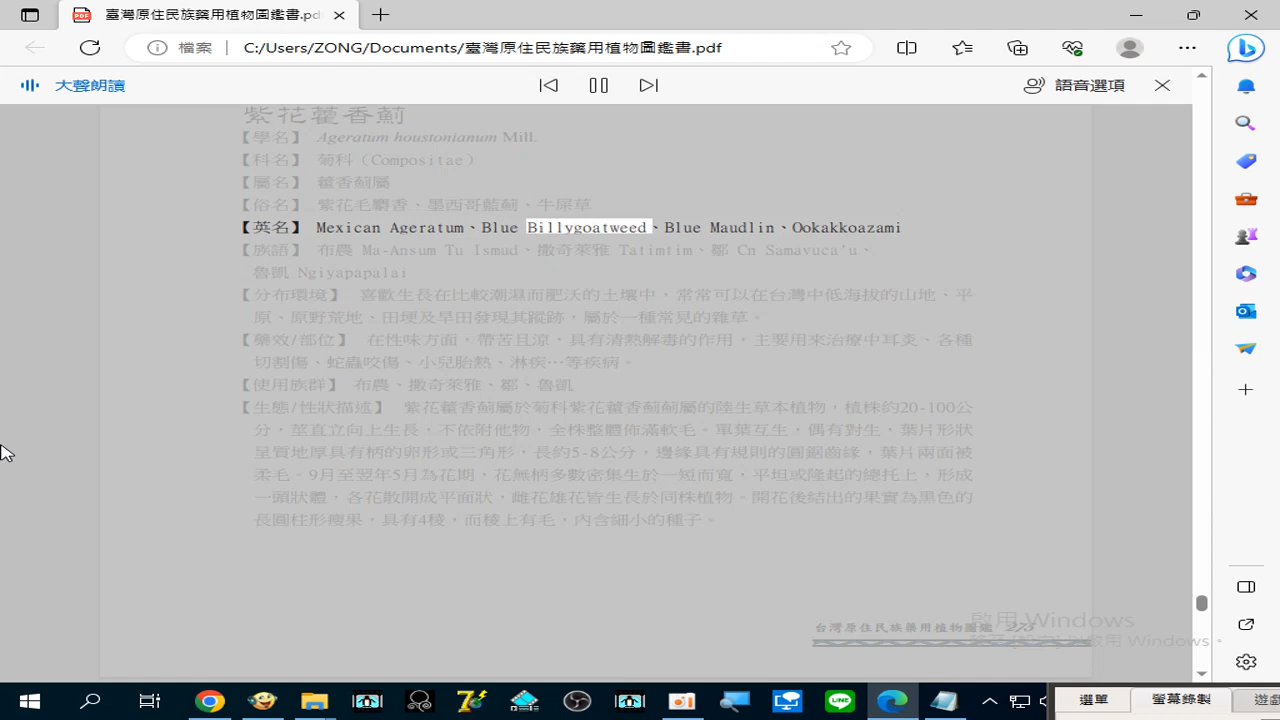 臺灣原住民族藥用植物圖鑑書.pd
檔案 C:/Users/ZONG/Documents/臺灣原住民族藥用植物圖鑑書.pdf
大聲朗讀
語音選項
紫花藿香薊
【學名】 Ageratum houstonianum Mill.
【科名】 菊科（Compositae）
【屬名】 藿香薊屬
【俗名】 紫花毛麝香、墨西哥藍薊、牛屎草
【英名】 Mexican Ageratum、Blue Billygoatweed、Blue Maudlin、Ookakkoazami
【族語】 布農 Ma-Ansum Tu Ismud、撒奇萊雅 Tatimtim、鄒 Cn Samavuca'u、
魯凱 Ngiyapapalai
【分布環境】 喜歡生長在比較潮濕而肥沃的土壤中，常常可以在台灣中低海拔的山地、平
原、原野荒地、田埂及旱田發現其蹤跡，屬於一種常見的雜草。
【藥效/部位】 在性味方面，帶苦且涼，具有清熱解毒的作用，主要用來治療中耳炎、各種
切割傷、蛇蟲咬傷、小兒胎熱、淋疾…等疾病。
【使用族群】 布農、撒奇萊雅、鄒、魯凱
【生態/性狀描述】 紫花藿香薊屬於菊科紫花藿香薊薊屬的陸生草本植物，植株約20-100公
分，莖直立向上生長，不依附他物，全株整體佈滿軟毛。單葉互生，偶有對生，葉片形狀
呈質地厚具有柄的卵形或三角形，長約5-8公分，邊緣具有規則的圓鋸齒緣，葉片兩面被
柔毛。9月至翌年5月為花期，花無柄多數密集生於一短而寬，平坦或隆起的總托上，形成
一頭狀體，各花散開成平面狀，雌花雄花皆生長於同株植物。開花後結出的果實為黑色的
長圓柱形瘦果，具有4稜，而稜上有毛，內含細小的種子。
台灣原住民族藥用植物圖鑑 273
啟用 Windows
啟用 Windows。
選單 螢幕錄製 遊戲